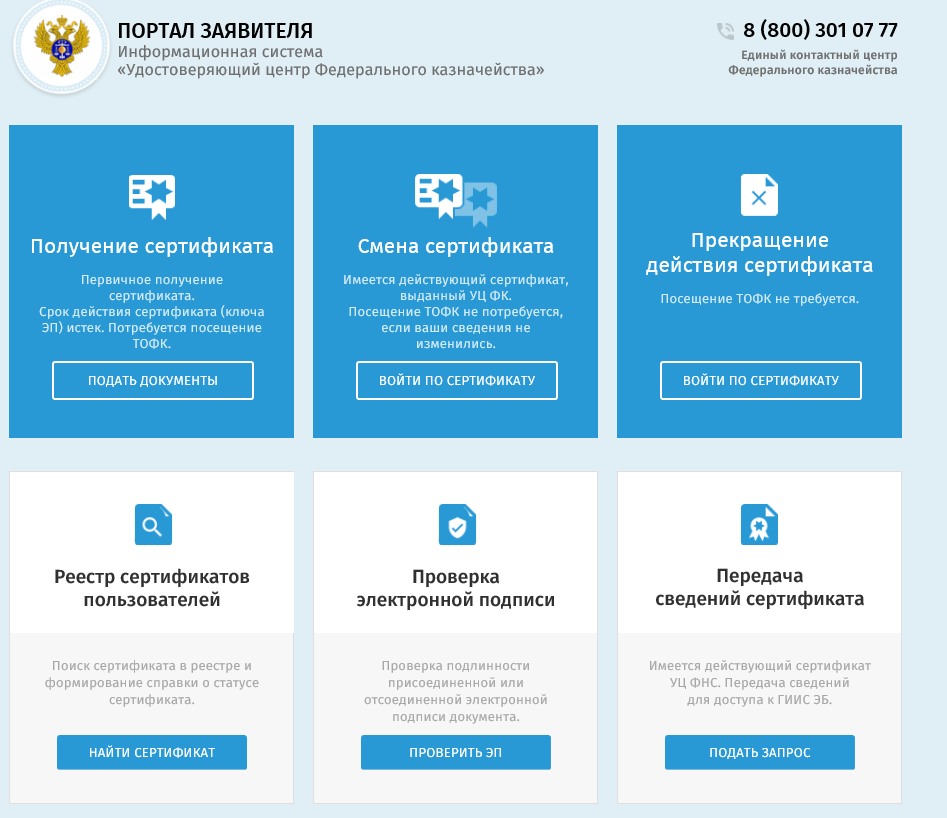 ПОРТАЛ ЗАЯВИТЕЛЯ
Информационная система
«Удостоверяющий центр Федерального казначейства»
8 (800) 301 07 77
Единый контактный центр
Федерального казначейства
Получение сертификата
Первичное получение
сертификата.
Срок действия сертификата (ключа
ЭП) истек. Потребуется посещение
ТОФК.
ПОДАТЬ ДОКУМЕНТЫ
Смена сертификата
Имеется действующий сертификат,
выданный УЦ ФК.
Посещение ТОФК не потребуется,
если ваши сведения не
изменились.
ВОЙТИ ПО СЕРТИФИКАТУ
Прекращение
действия сертификата
Посещение ТОФК не требуется.
ВОЙТИ ПО СЕРТИФИКАТУ
Реестр сертификатов
пользователей
Поиск сертификата в реестре и
формирование справки о статусе
сертификата.
НАЙТИ СЕРТИФИКАТ
Проверка
электронной подписи
Проверка подлинности
присоединенной или
отсоединенной электронной
подписи документа.
ПРОВЕРИТЬ ЭП
Передача
сведений сертификата
Имеется действующий сертификат
УЦ ФНС. Передача сведений
для доступа к ГИИС ЭБ.
ПОДАТЬ ЗАПРОС